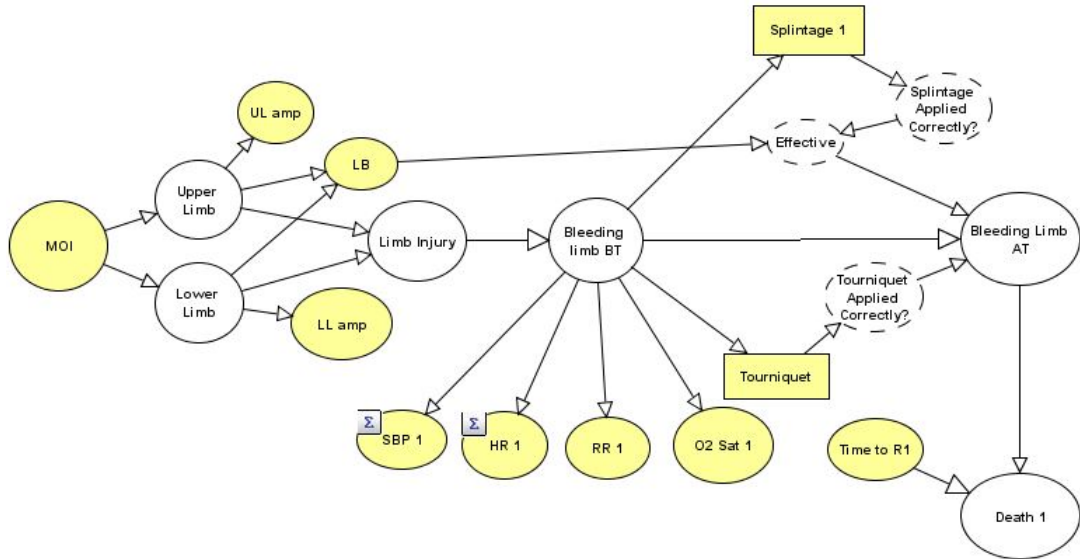 Splintage 1
Splintage
Applied
Correctly?
UL amp
Effective
LB
Upper
Limb
MOI
Limb Injury
Bleeding
limb BT
Bleeding Limb
AT
Lower
Limb
Tourniquet
Applied
Correctly?
LL amp
Tourniquet
Σ
SBP 1
Σ
HR 1
RR 1
O2 Sat 1
Time to R1
Death 1